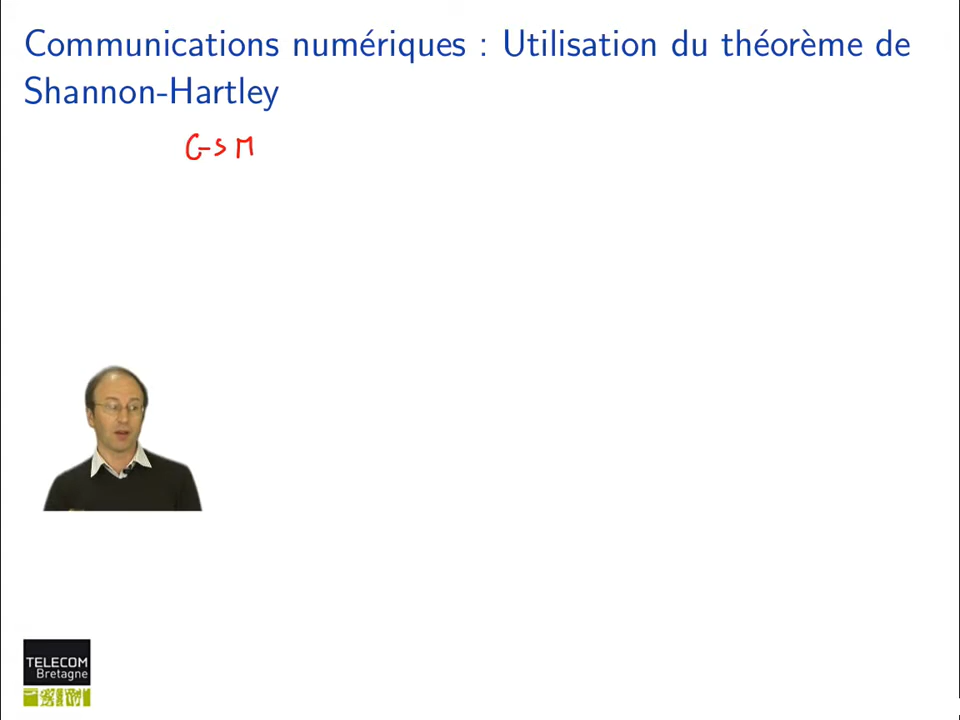 Communications numériques : Utilisation du théorème de
Shannon-Hartley
GSM
TELECOM
Bretagne